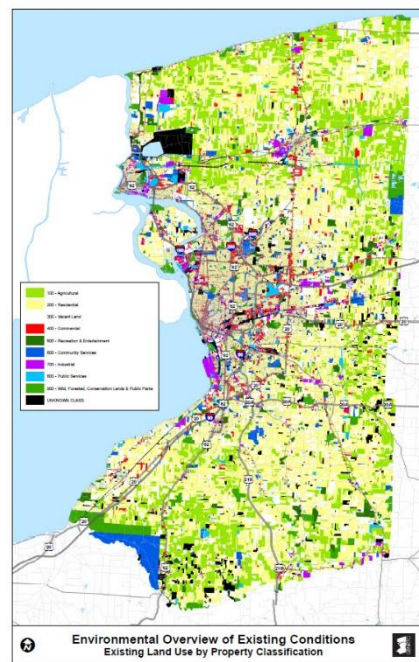 100 - Agricultural
200 - Residential
300 - Vacant Land
400 - Commercial
500 - Recreation & Entertainment
600 - Community Services
700 - Industrial
800 - Public Services
900 - Wild, Forested, Conservation Lands & Public Parks
UNKNOWN CLASS
Environmental Overview of Existing Conditions
Existing Land Use by Property Classification